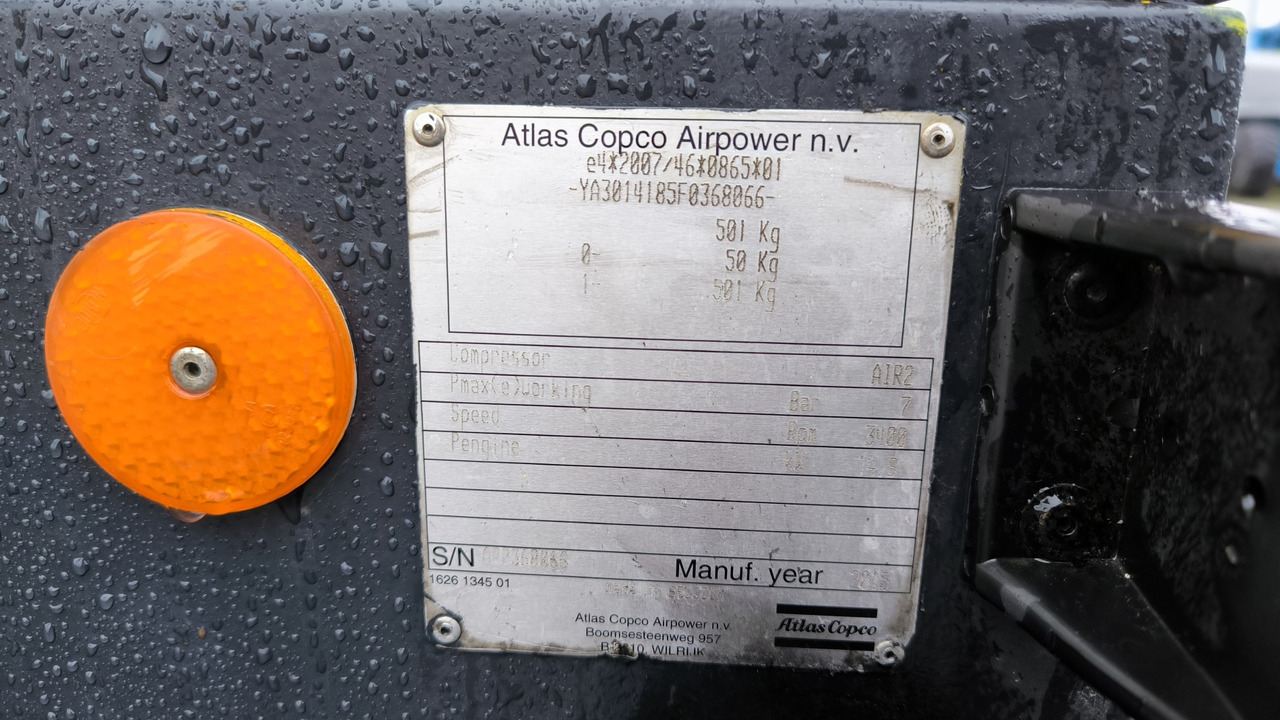 Atlas Copco Airpower n.v.
e4*2007/46*0865*01
-YA3014185F0368066-
501 Kg
0- 50 Kg
1- 501 Kg
Compressor AIR2
Pmax(e)working Bar 7
Speed Rpm 3400
Pengine
S/N
Manuf. year
1626 1345 01
Atlas Copco Airpower n.v.
Boomsesteenweg 957
WILRIJK
Atlas Copco